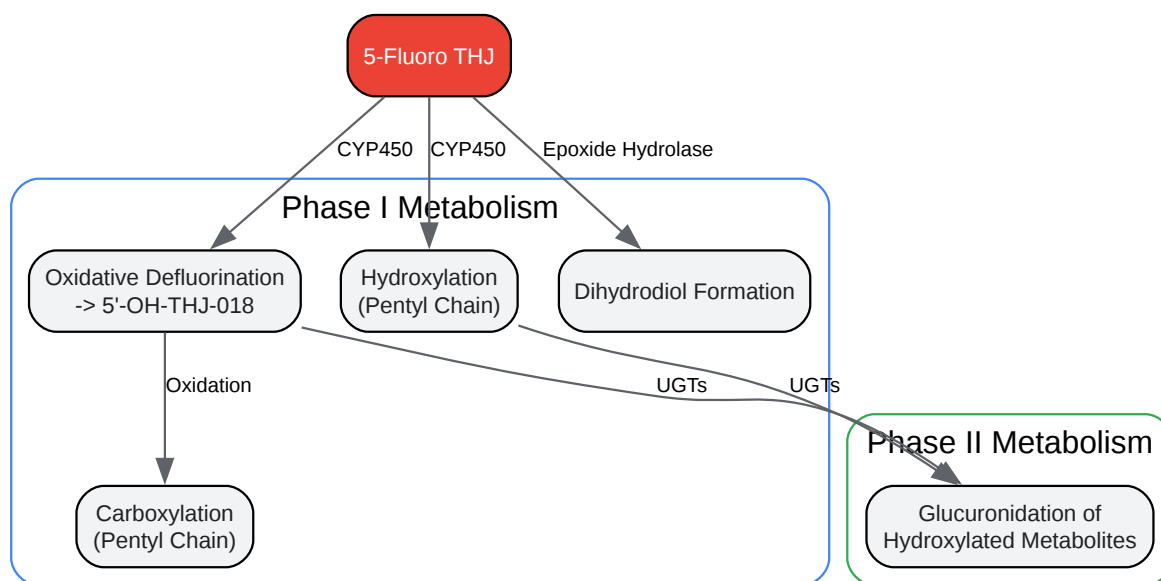 5-Fluoro THJ
CYP450
CYP450
Epoxide Hydrolase
Phase I Metabolism
Oxidative Defluorination
-> 5'-OH-THJ-018
Hydroxylation
(Pentyl Chain)
Dihydrodiol Formation
Oxidation
UGTs
UGTs
Phase II Metabolism
Carboxylation
(Pentyl Chain)
Glucuronidation of
Hydroxylated Metabolites